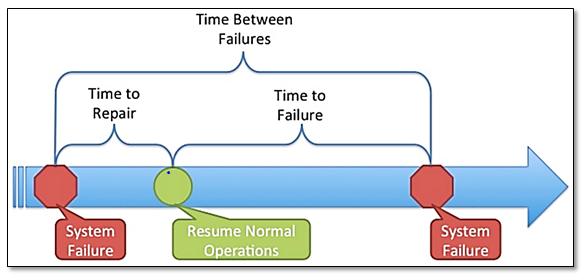 Time Between
Failures
Time to
Repair
Time to
Failure
System
Failure
Resume Normal
Operations
System
Failure